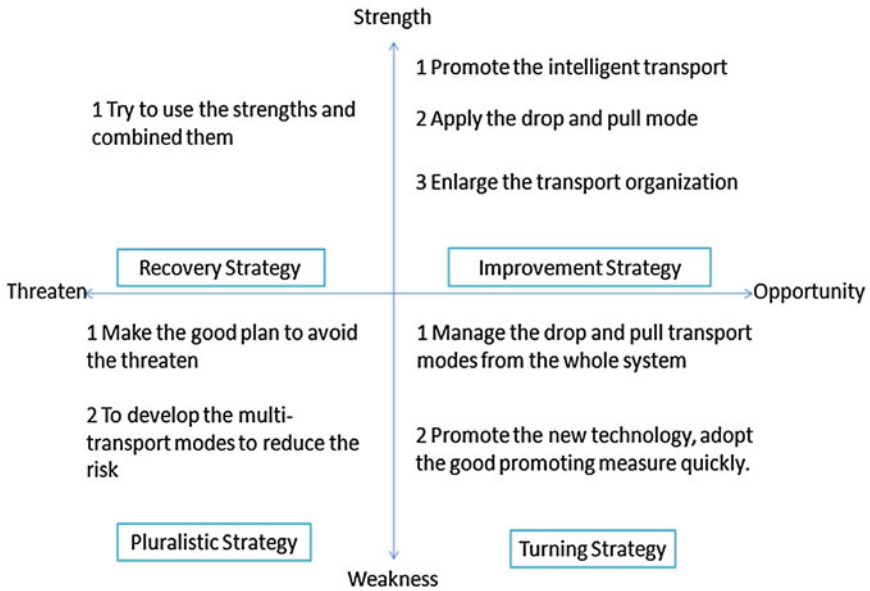 Strength
1 Promote the intelligent transport
1 Try to use the strengths and
combined them
2 Apply the drop and pull mode
3 Enlarge the transport organization
Recovery Strategy
Improvement Strategy
Threaten
Opportunity
1 Make the good plan to avoid
the threaten
2 To develop the multi-
transport modes to reduce the
risk
1 Manage the drop and pull transport
modes from the whole system
2 Promote the new technology, adopt
the good promoting measure quickly.
Pluralistic Strategy
Turning Strategy
Weakness